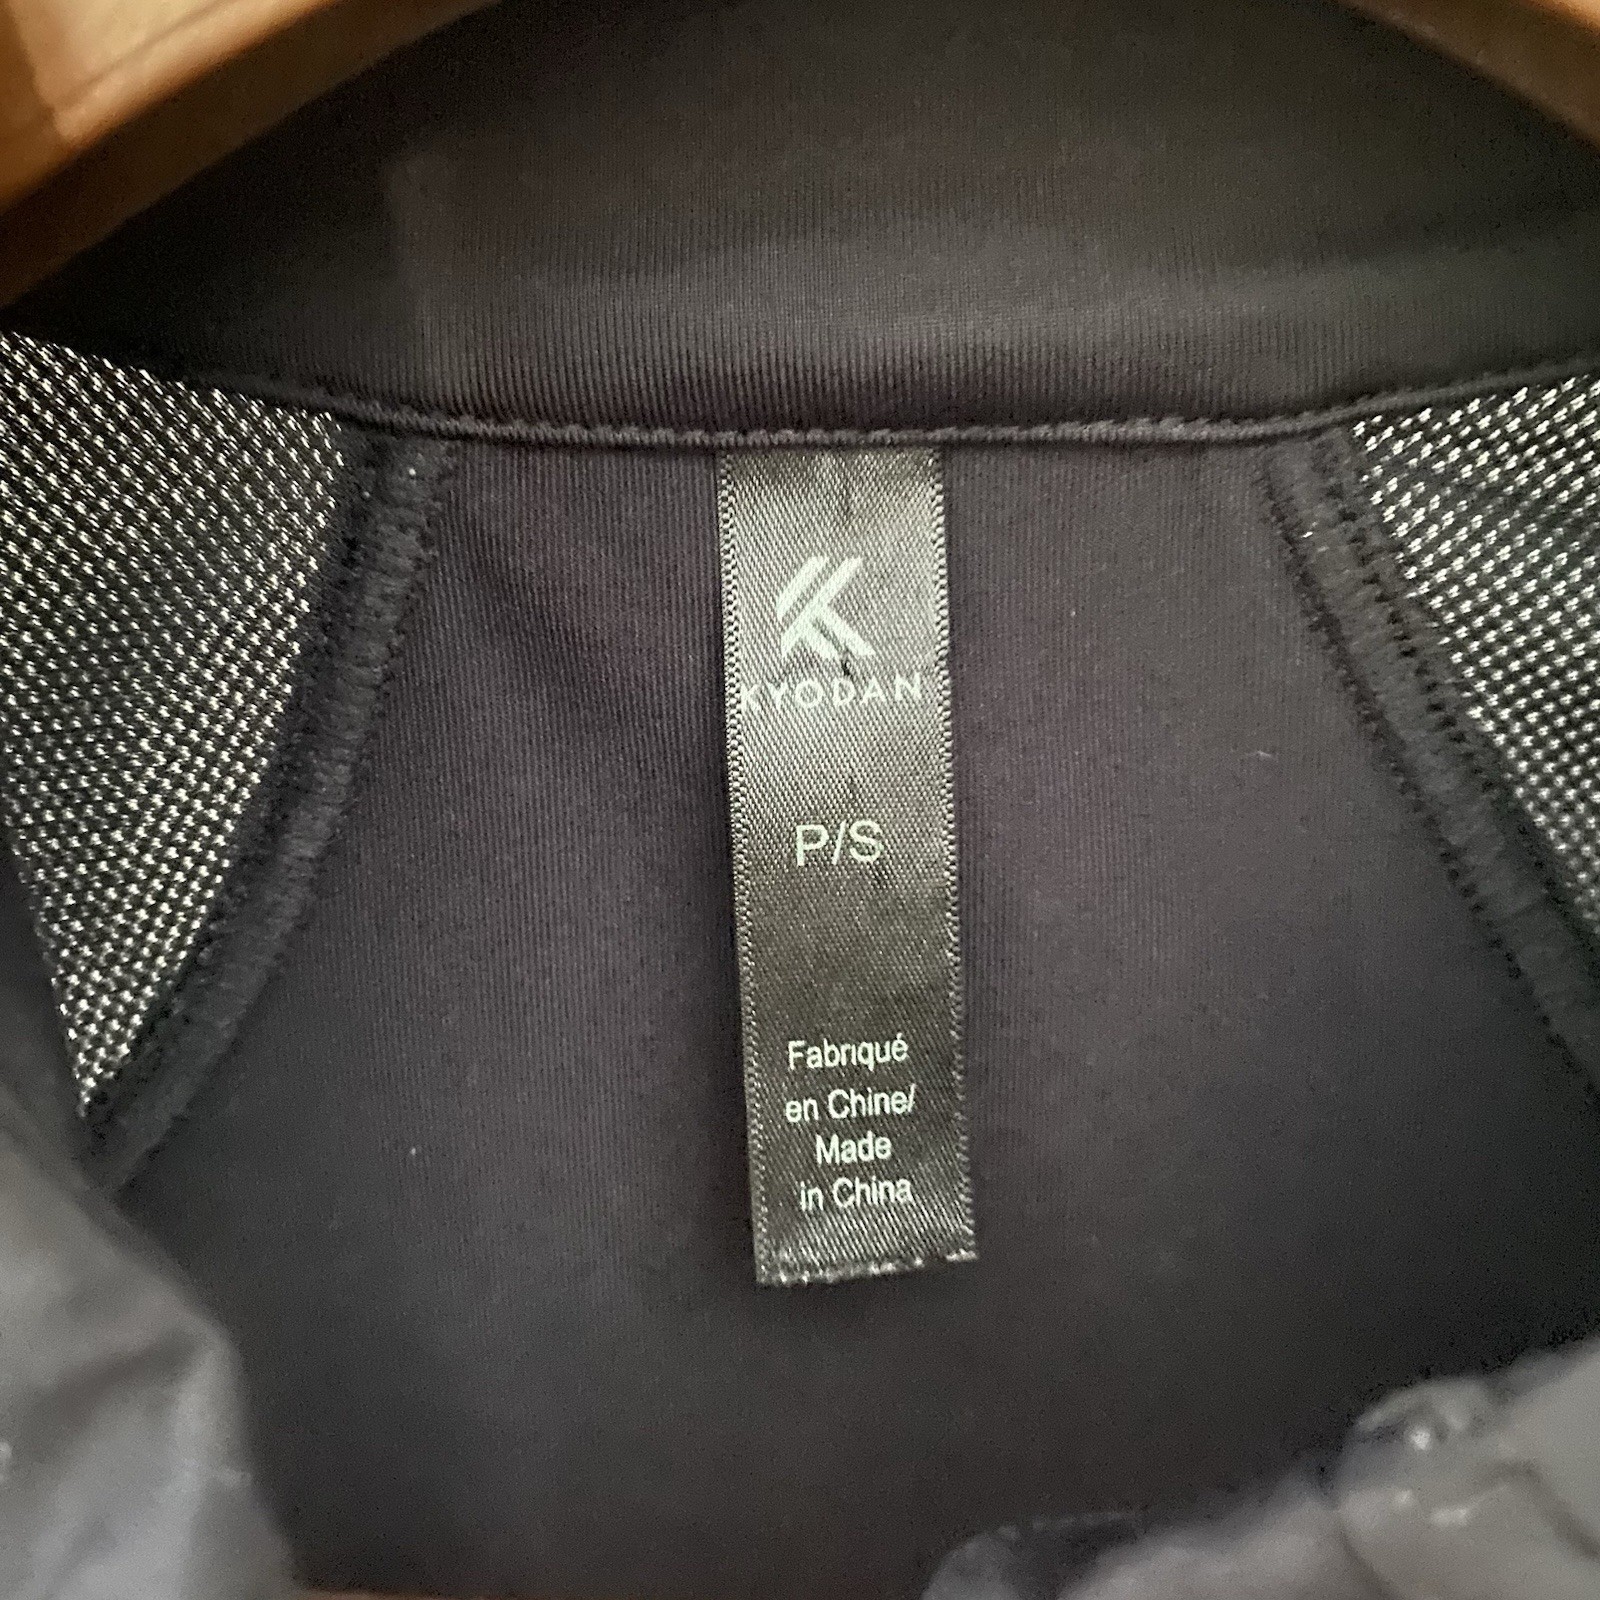 KYODAN
P/S
Fabriqué
en Chine/
Made
in China